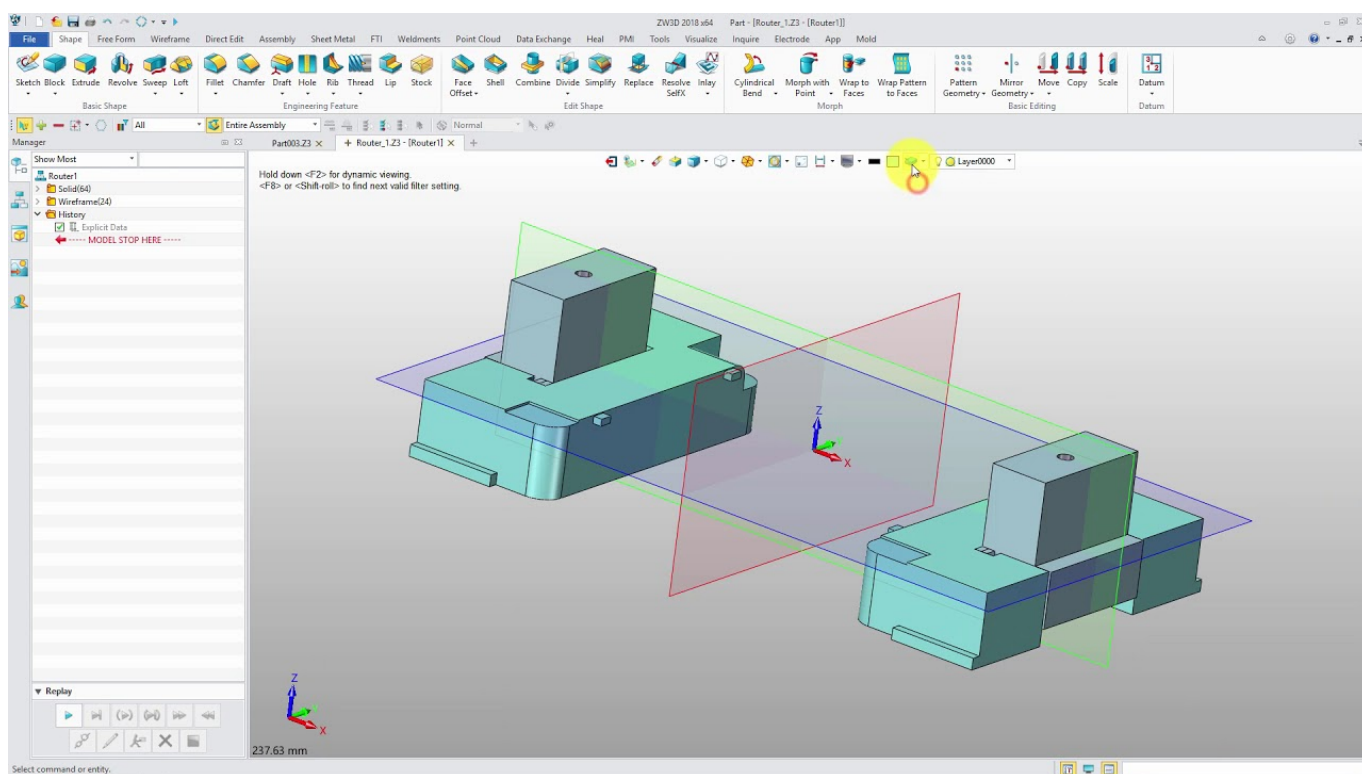 ZW3D 2018 x64 Part - [Router_1.Z3 - [Router1]]
File Shape Free Form Wireframe Direct Edit Assembly Sheet Metal FTI Weldments Point Cloud Data Exchange Heal PMI Tools Visualize Inquire Electrode App Mold
Sketch Block Extrude Revolve Sweep Loft Fillet Chamfer Draft Hole Rib Thread Lip Stock Face Offset Shell Combine Divide Simplify Replace Resolve SelfX Inlay Cylindrical Bend Morph with Point Wrap to Faces Wrap Pattern to Faces Pattern Geometry Mirror Geometry Move Copy Scale Datum
Basic Shape Engineering Feature Edit Shape Morph Basic Editing Datum
All Entire Assembly Normal
Manager Part003.Z3 Router_1.Z3 - [Router1]
Show Most Layer0000
Router1
Solid(64)
Wireframe(24)
History
Explicit Data
----- MODEL STOP HERE -----
Hold down <F2> for dynamic viewing.
<F8> or <Shift-roll> to find next valid filter setting.
Z
X
Replay
Z
X
237.63 mm
Select command or entity.